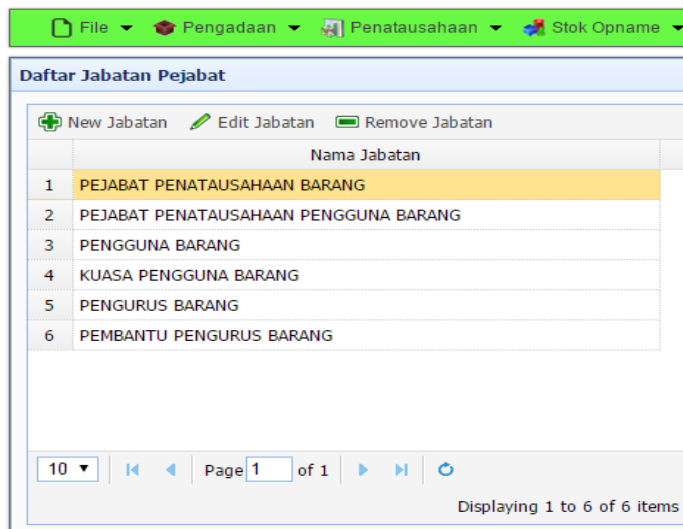 File Pengadaan Penatausahaan Stok Opname
Daftar Jabatan Pejabat
New Jabatan Edit Jabatan Remove Jabatan
Nama Jabatan
1 PEJABAT PENATAUSAHAAN BARANG
2 PEJABAT PENATAUSAHAAN PENGGUNA BARANG
3 PENGGUNA BARANG
4 KUASA PENGGUNA BARANG
5 PENGURUS BARANG
6 PEMBANTU PENGURUS BARANG
10 Page 1 of 1
Displaying 1 to 6 of 6 items